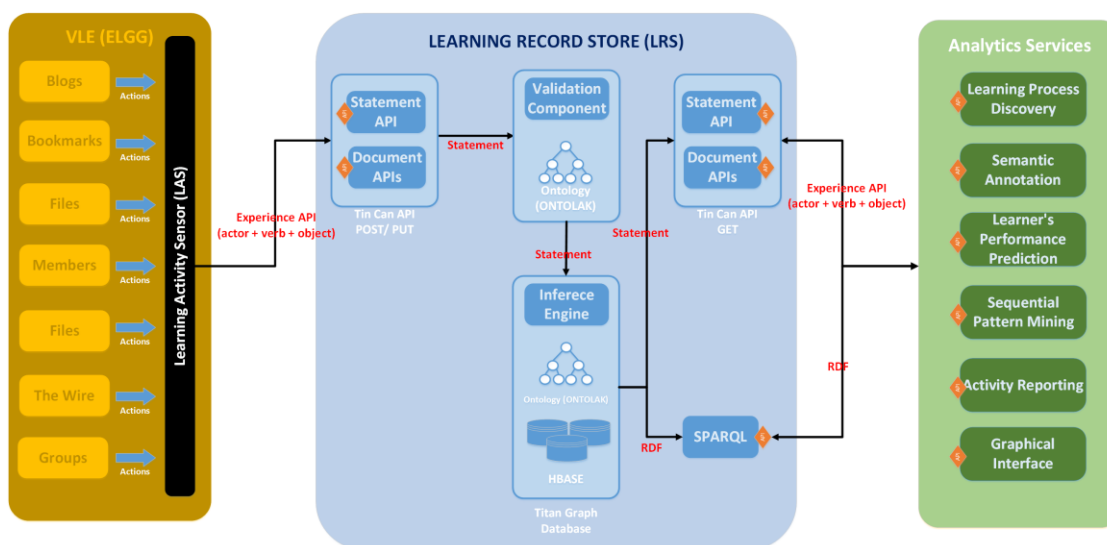 VLE (ELGG)
Blogs
Actions
Bookmarks
Actions
Files
Actions
Members
Actions
Files
Actions
The Wire
Actions
Groups
Actions
Learning Activity Sensor (LAS)
Experience API
(actor + verb + object)
LEARNING RECORD STORE (LRS)
Statement
API
Document
APIs
Tin Can API
POST/ PUT
Statement
Validation
Component
Ontology
(ONTOLAK)
Statement
Inferece
Engine
Ontology (ONTOLAK)
HBASE
Titan Graph
Database
Statement
RDF
Statement
API
Document
APIs
Tin Can API
GET
SPARQL
Experience API
(actor + verb + object)
RDF
Analytics Services
Learning Process
Discovery
Semantic
Annotation
Learner's
Performance
Prediction
Sequential
Pattern Mining
Activity Reporting
Graphical
Interface